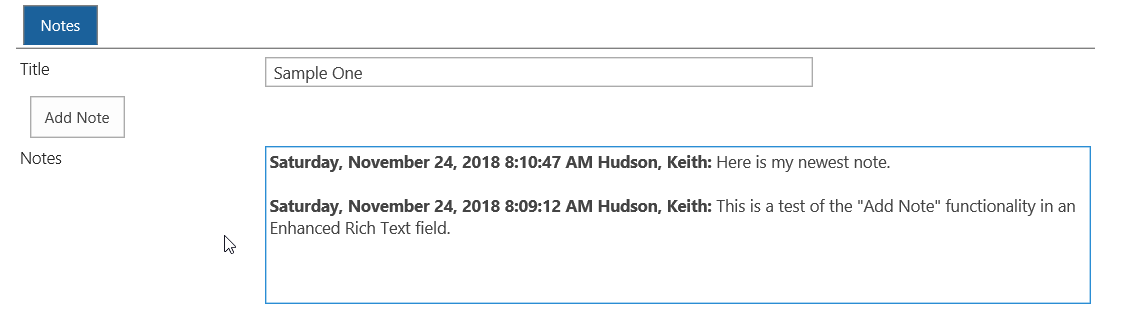 Notes
Title
Sample One
Add Note
Notes
Saturday, November 24, 2018 8:10:47 AM Hudson, Keith: Here is my newest note.
Saturday, November 24, 2018 8:09:12 AM Hudson, Keith: This is a test of the "Add Note" functionality in an
Enhanced Rich Text field.